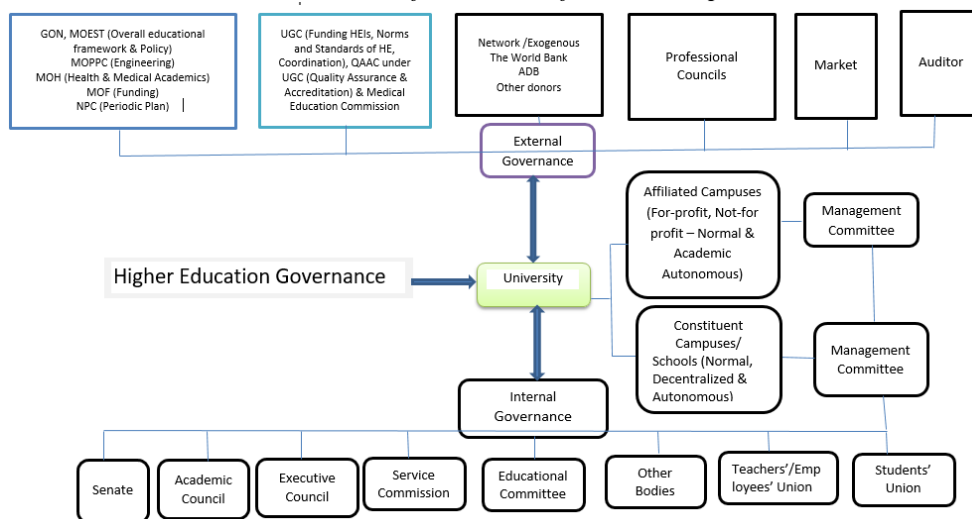 GON, MOEST (Overall educational
framework & Policy)
MOPPC (Engineering)
MOH (Health & Medical Academics)
MOF (Funding)
NPC (Periodic Plan)
UGC (Funding HEIs, Norms
and Standards of HE,
Coordination), QAAC under
UGC (Quality Assurance &
Accreditation) & Medical
Education Commission
Network /Exogenous
The World Bank
ADB
Other donors
Professional
Councils
Market
Auditor
External
Governance
Affiliated Campuses
(For-profit, Not-for
profit – Normal &
Academic
Autonomous)
Management
Committee
Higher Education Governance
University
Constituent
Campuses/
Schools (Normal,
Decentralized &
Autonomous)
Management
Committee
Internal
Governance
Senate
Academic
Council
Executive
Council
Service
Commission
Educational
Committee
Other
Bodies
Teachers'/Emp
loyees' Union
Students'
Union